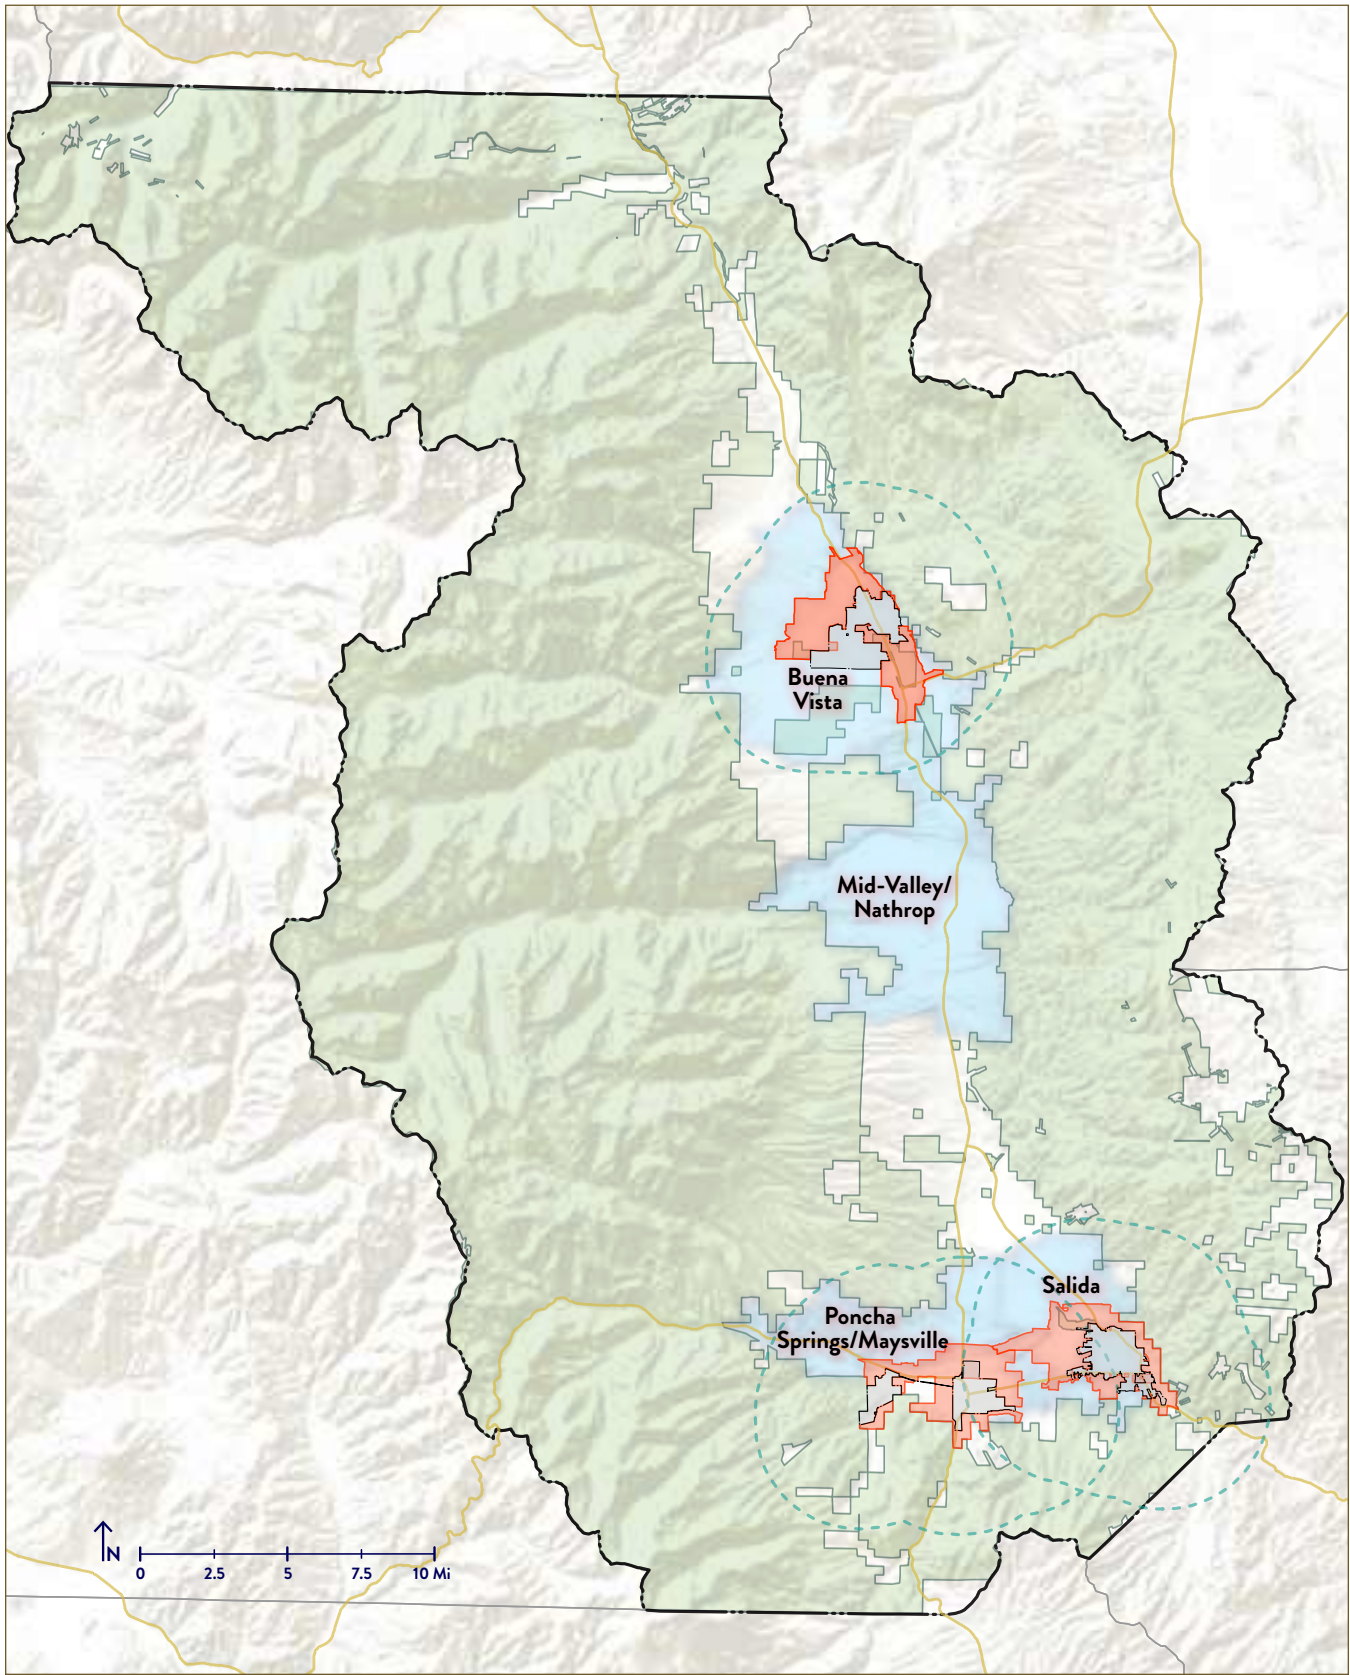 Buena
Vista
Mid-Valley/
Nathrop
Salida
Poncha
Springs/Maysville
N
0 2.5 5 7.5 10 Mi